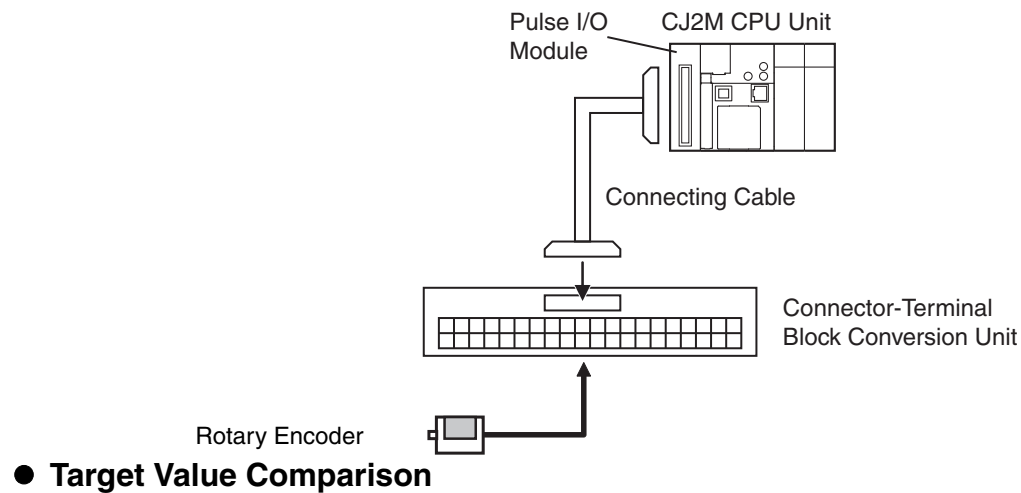 Pulse I/O
Module
CJ2M CPU Unit
Connecting Cable
Connector-Terminal
Block Conversion Unit
Rotary Encoder
● Target Value Comparison